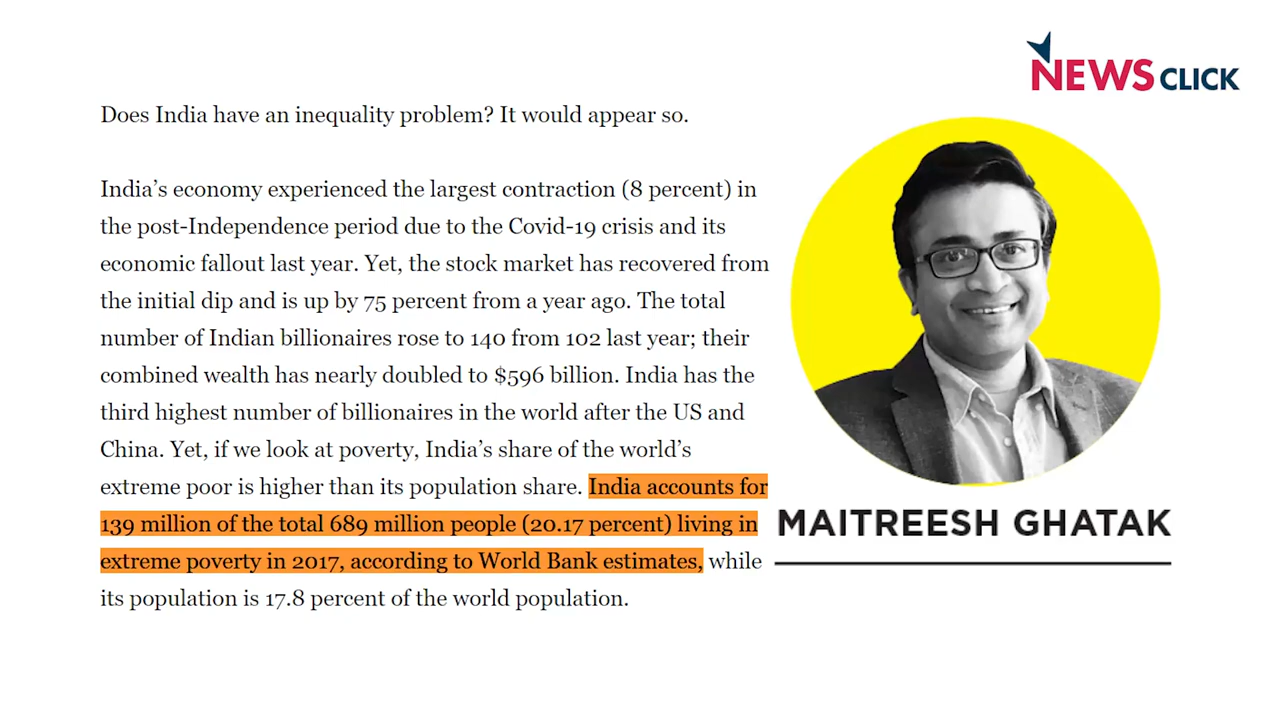 NEWS CLICK
Does India have an inequality problem? It would appear so.
India’s economy experienced the largest contraction (8 percent) in
the post-Independence period due to the Covid-19 crisis and its
economic fallout last year. Yet, the stock market has recovered from
the initial dip and is up by 75 percent from a year ago. The total
number of Indian billionaires rose to 140 from 102 last year; their
combined wealth has nearly doubled to $596 billion. India has the
third highest number of billionaires in the world after the US and
China. Yet, if we look at poverty, India’s share of the world’s
extreme poor is higher than its population share. India accounts for
139 million of the total 689 million people (20.17 percent) living in
extreme poverty in 2017, according to World Bank estimates, while
its population is 17.8 percent of the world population.
MAITREESH GHATAK